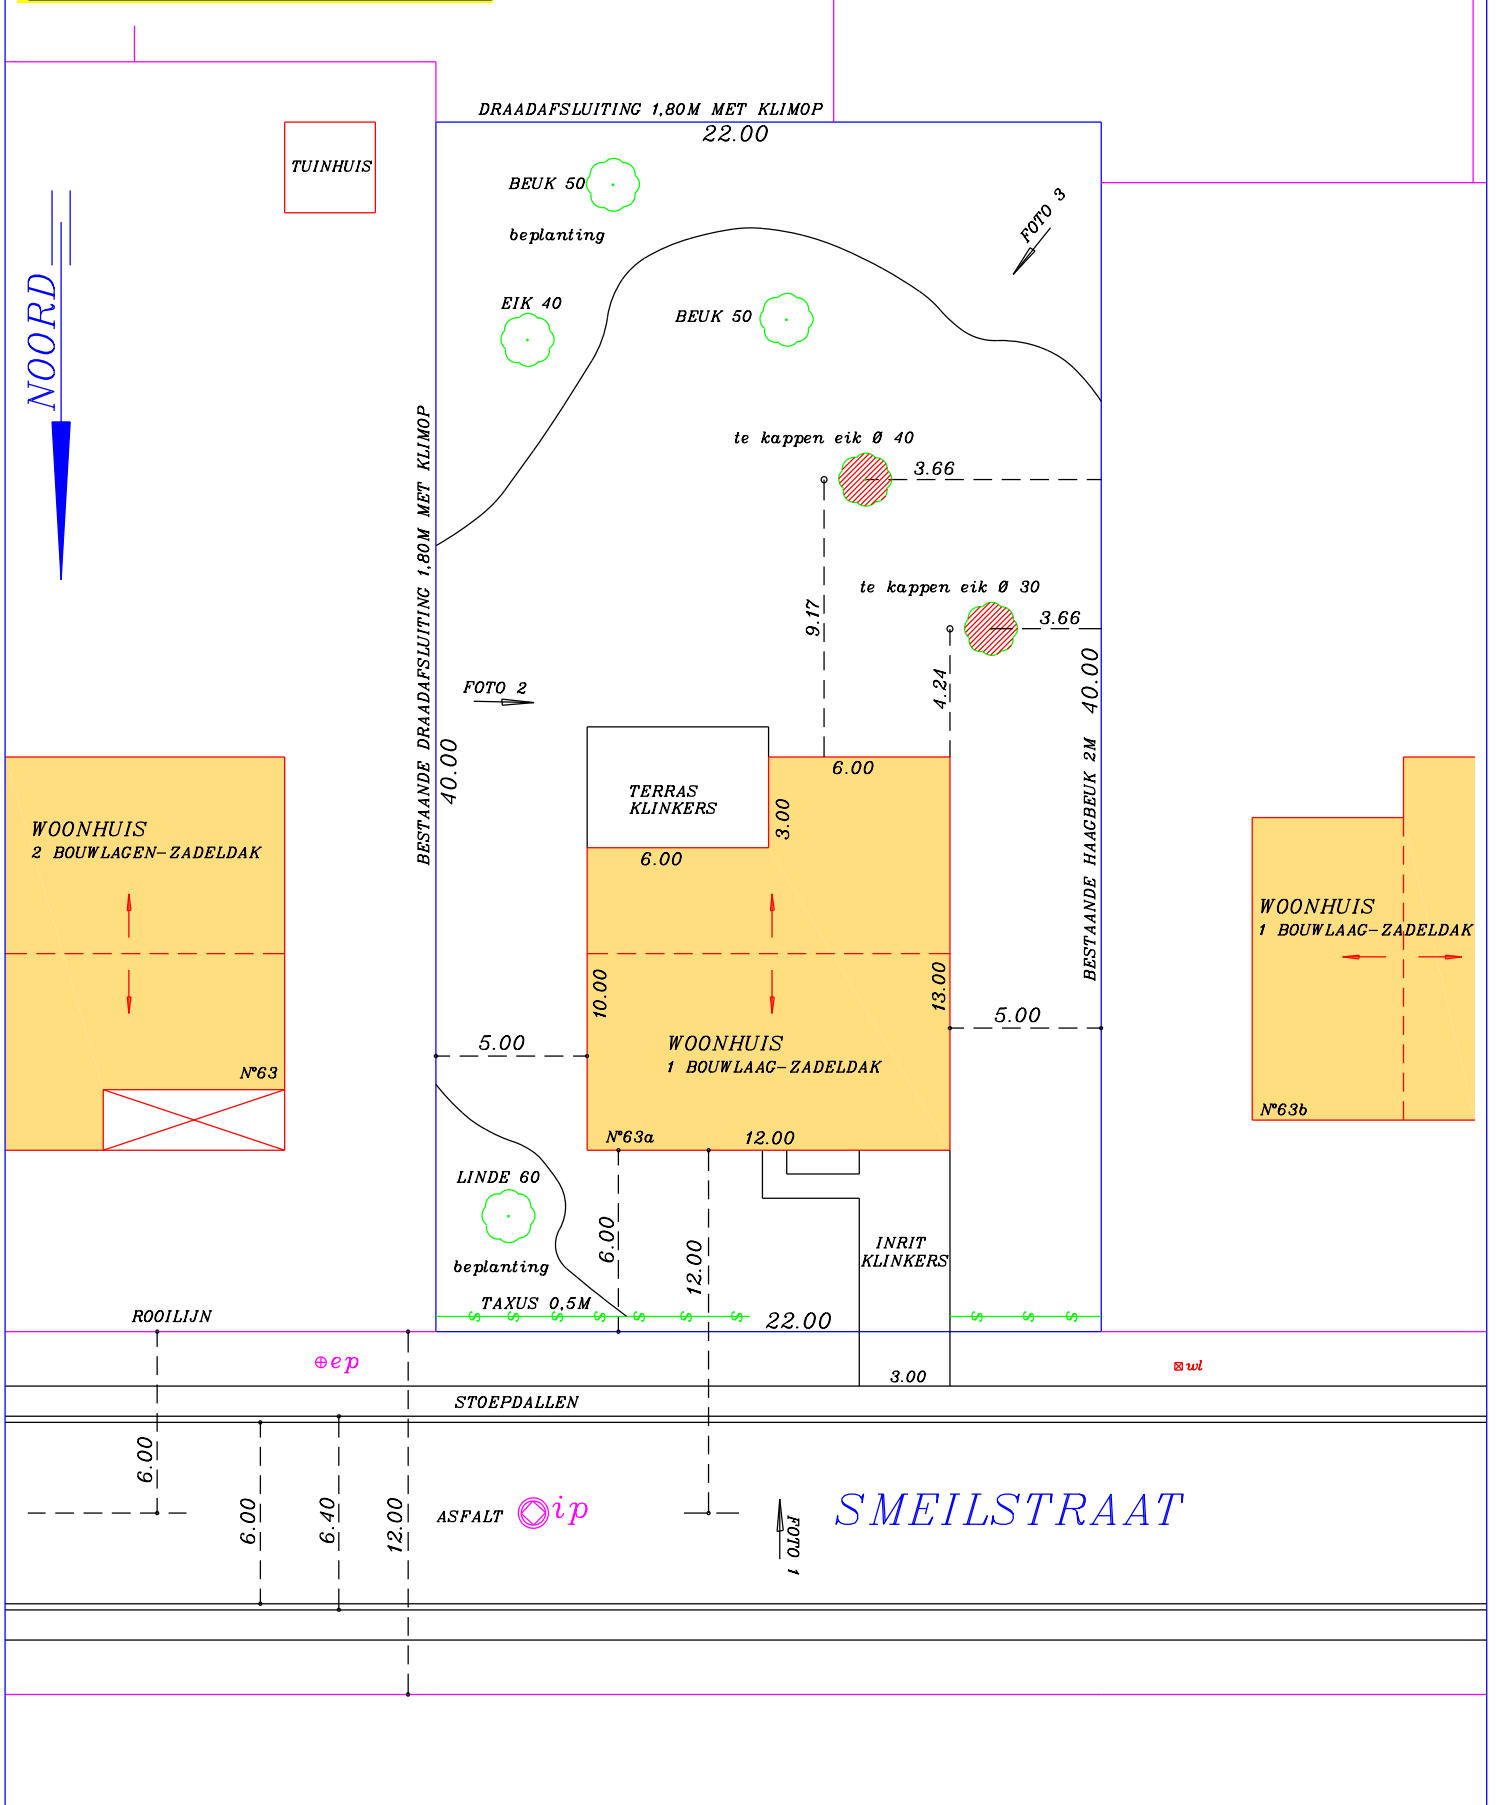 DRAADAFSLUITING 1,80M MET KLIMOP
22.00
TUINHUIS
BEUK 50
beplanting
FOTO 3
NOORD
EIK 40
BEUK 50
te kappen eik Ø 40
3.66
BESTAANDE DRAADAFSLUITING 1,80M MET KLIMOP
40.00
9.17
te kappen eik Ø 30
3.66
4.24
40.00
BESTAANDE HAAGBEUK 2M
FOTO 2
6.00
TERRAS
KLINKERS
3.00
6.00
WOONHUIS
2 BOUWLAGEN-ZADELDAK
WOONHUIS
1 BOUWLAAG-ZADELDAK
10.00
13.00
5.00
5.00
WOONHUIS
1 BOUWLAAG-ZADELDAK
N°63
N°63b
N°63a
12.00
LINDE 60
6.00
12.00
INRIT
KLINKERS
beplanting
TAXUS 0,5M
S S S S S S S
S S S
ROOILIJN
22.00
ep
wl
3.00
STOEPDALLEN
6.00
6.00
6.40
12.00
ASFALT
ip
SMEILSTRAAT
FOTO 1